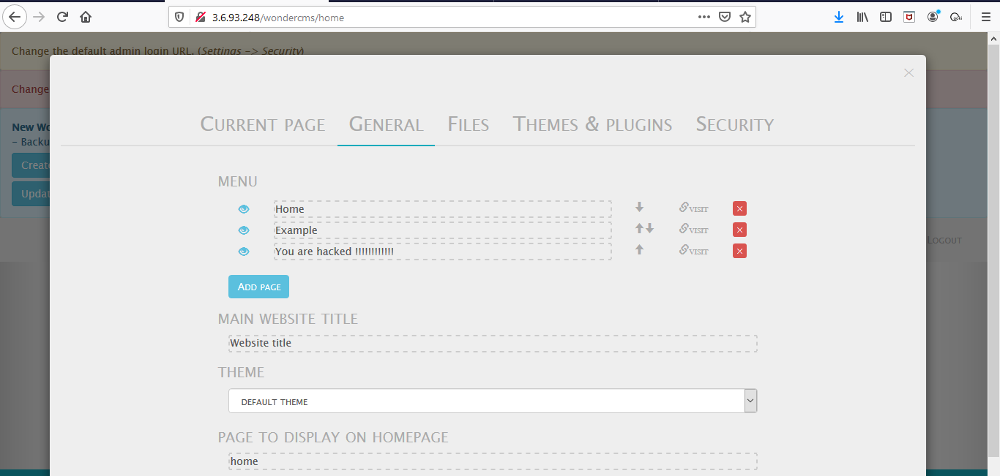 3.6.93.248/wondercms/home
Change the default admin login URL. (Settings -> Security)
Change
New Wo
- Backu
Create
Updat
CURRENT PAGE GENERAL FILES THEMES & PLUGINS SECURITY
MENU
Home VISIT
Example VISIT
You are hacked !!!!!!!!!!!! VISIT
LOGOUT
ADD PAGE
MAIN WEBSITE TITLE
Website title
THEME
DEFAULT THEME
PAGE TO DISPLAY ON HOMEPAGE
home